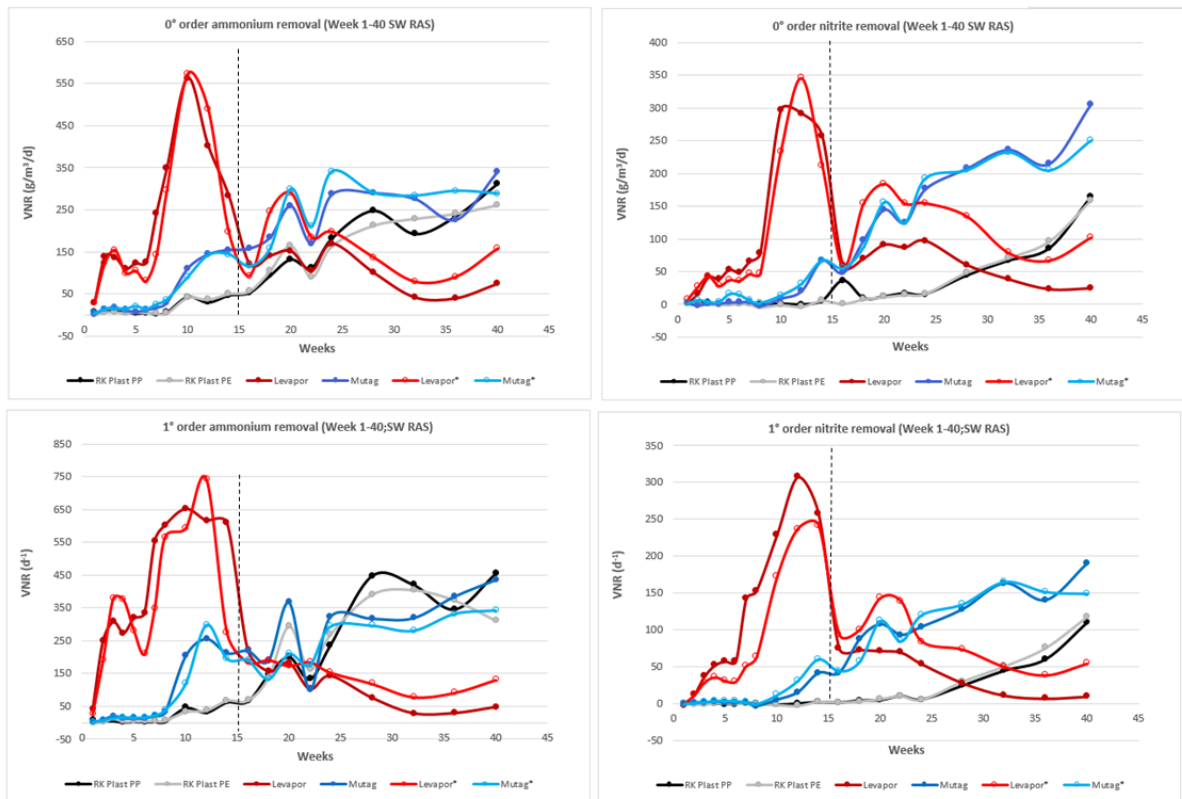 0° order ammonium removal (Week 1-40 SW RAS)
650
550
450
350
250
150
50
-50
VNR (g/m³/d)
0 5 10 15 20 25 30 35 40 45
Weeks
RK Plast PP RK Plast PE Levapor Mutag Levapor* Mutag*
0° order nitrite removal (Week 1-40 SW RAS)
400
350
300
250
200
150
100
50
0
-50
VNR (g/m³/d)
0 5 10 15 20 25 30 35 40 45
Weeks
RK Plast PP RK Plast PE Levapor Mutag Levapor* Mutag*
1° order ammonium removal (Week 1-40;SW RAS)
850
750
650
550
450
350
250
150
50
-50
VNR (d⁻¹)
0 5 10 15 20 25 30 35 40 45
Weeks
RK Plast PP RK Plast PE Levapor Mutag Levapor* Mutag*
1° order nitrite removal (Week 1-40;SW RAS)
350
300
250
200
150
100
50
0
-50
VNR (d⁻¹)
0 5 10 15 20 25 30 35 40 45
Weeks
RK Plast PP RK Plast PE Levapor Mutag Levapor* Mutag*